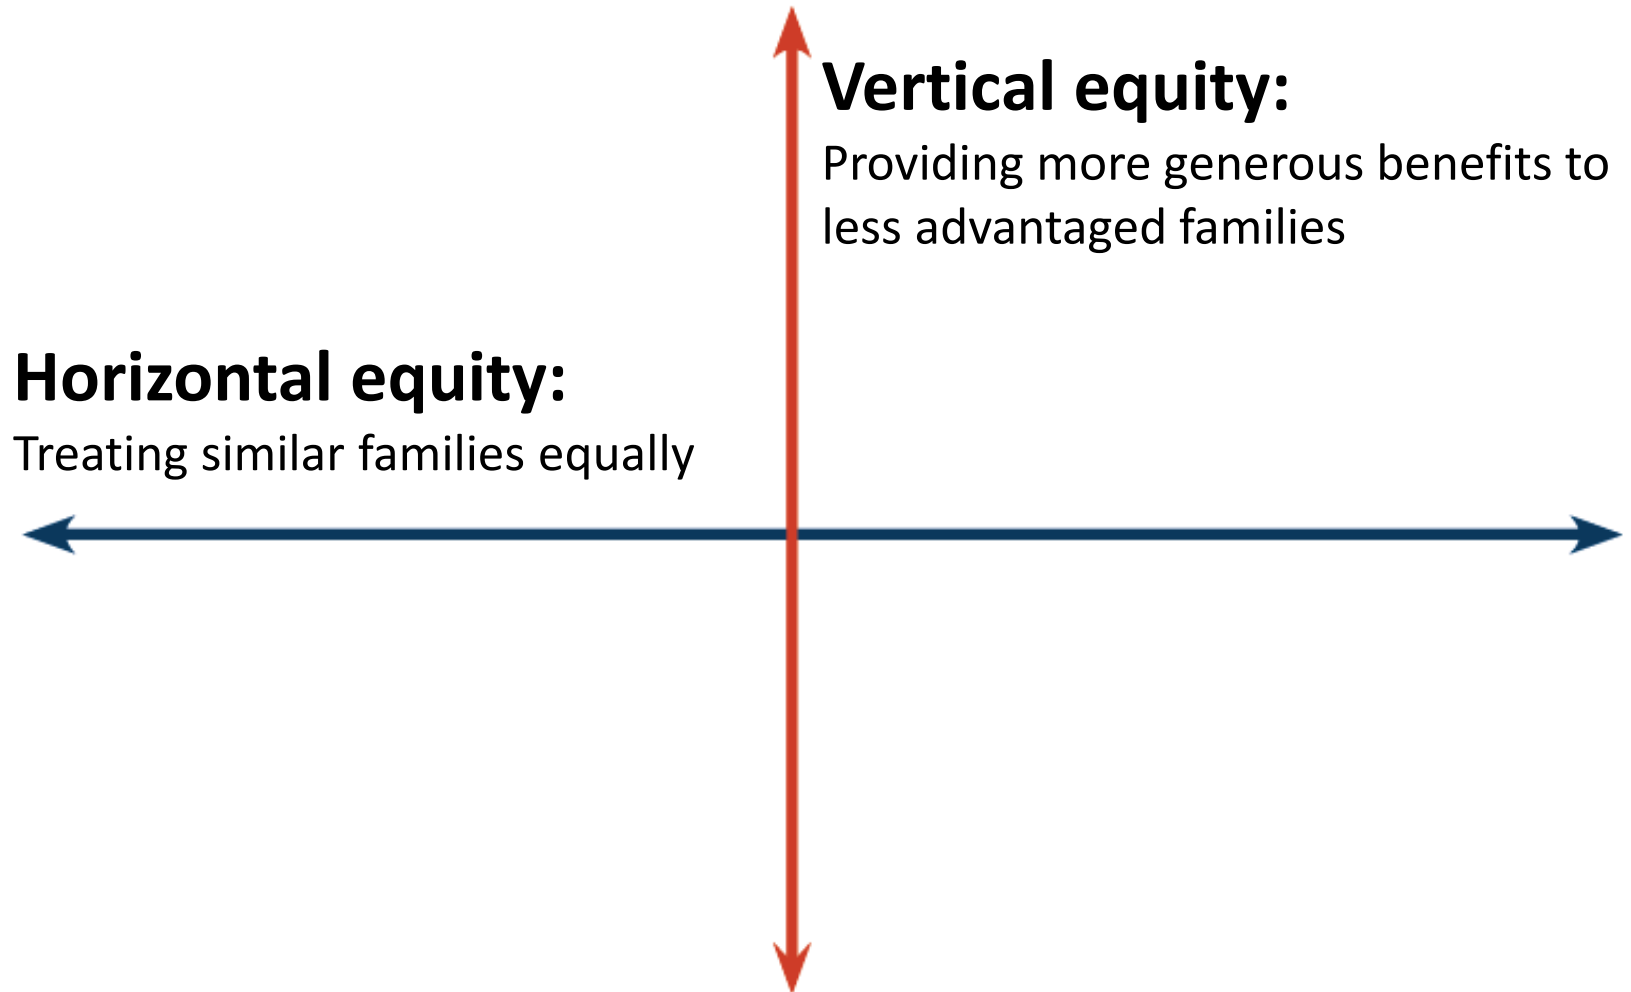 Vertical equity:
Providing more generous benefits to
less advantaged families
Horizontal equity:
Treating similar families equally